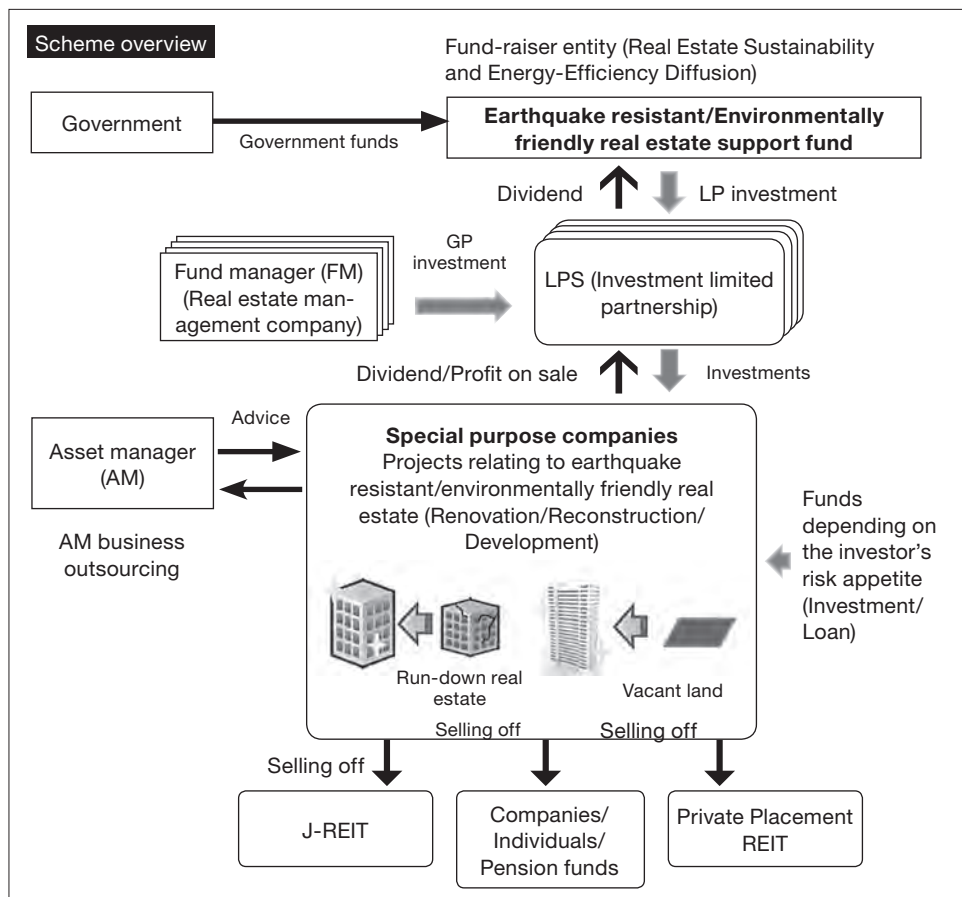 Scheme overview
Fund-raiser entity (Real Estate Sustainability
and Energy-Efficiency Diffusion)
Government
Government funds
Earthquake resistant/Environmentally
friendly real estate support fund
Dividend
LP investment
Fund manager (FM)
(Real estate man-
agement company)
GP
investment
LPS (Investment limited
partnership)
Dividend/Profit on sale
Investments
Asset manager
(AM)
Advice
AM business
outsourcing
Special purpose companies
Projects relating to earthquake
resistant/environmentally friendly real
estate (Renovation/Reconstruction/
Development)
Run-down real
estate
Vacant land
Funds
depending on
the investor's
risk appetite
(Investment/
Loan)
Selling off
Selling off
Selling off
J-REIT
Companies/
Individuals/
Pension funds
Private Placement
REIT